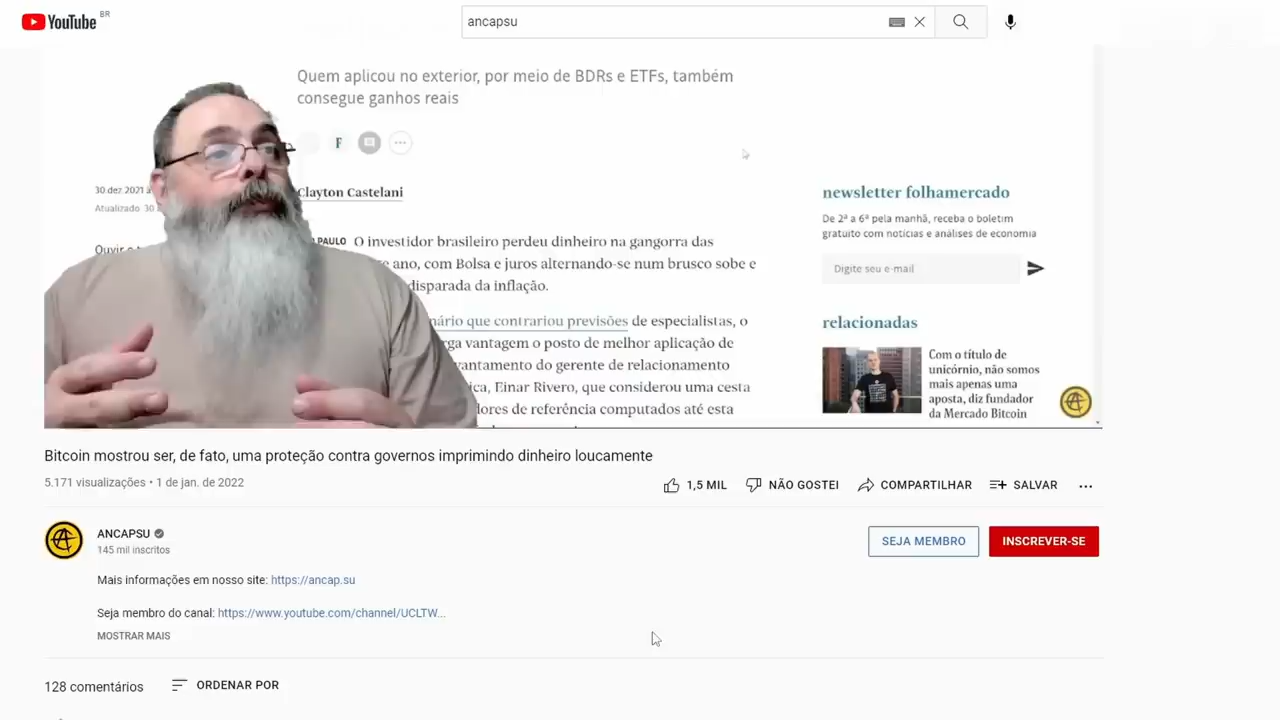 YouTube BR
ancapsu
Quem aplicou no exterior, por meio de BDRs e ETFs, também
consegue ganhos reais
F
30 dez.2021 à
Clayton Castelani
Atualizado 30
Ouvir o
PAULO O investidor brasileiro perdeu dinheiro na gangorra das
ano, com Bolsa e juros alternando-se num brusco sobe e
disparada da inflação.
nário que contrariou previsões de especialistas, o
rga vantagem o posto de melhor aplicação de
vantamento do gerente de relacionamento
ica, Einar Rivero, que considerou uma cesta
dores de referência computados até esta
newsletter folhamercado
De 2ª a 6ª pela manhã, receba o boletim
gratuito com notícias e análises de economia
Digite seu e-mail
relacionadas
Com o título de
unicórnio, não somos
mais apenas uma
aposta, diz fundador
da Mercado Bitcoin
Bitcoin mostrou ser, de fato, uma proteção contra governos imprimindo dinheiro loucamente
5.171 visualizações • 1 de jan. de 2022
1,5 MIL NÃO GOSTEI COMPARTILHAR SALVAR
ANCAPSU
145 mil inscritos
SEJA MEMBRO INSCREVER-SE
Mais informações em nosso site: https://ancap.su
Seja membro do canal: https://www.youtube.com/channel/UCLTW...
MOSTRAR MAIS
128 comentários ORDENAR POR